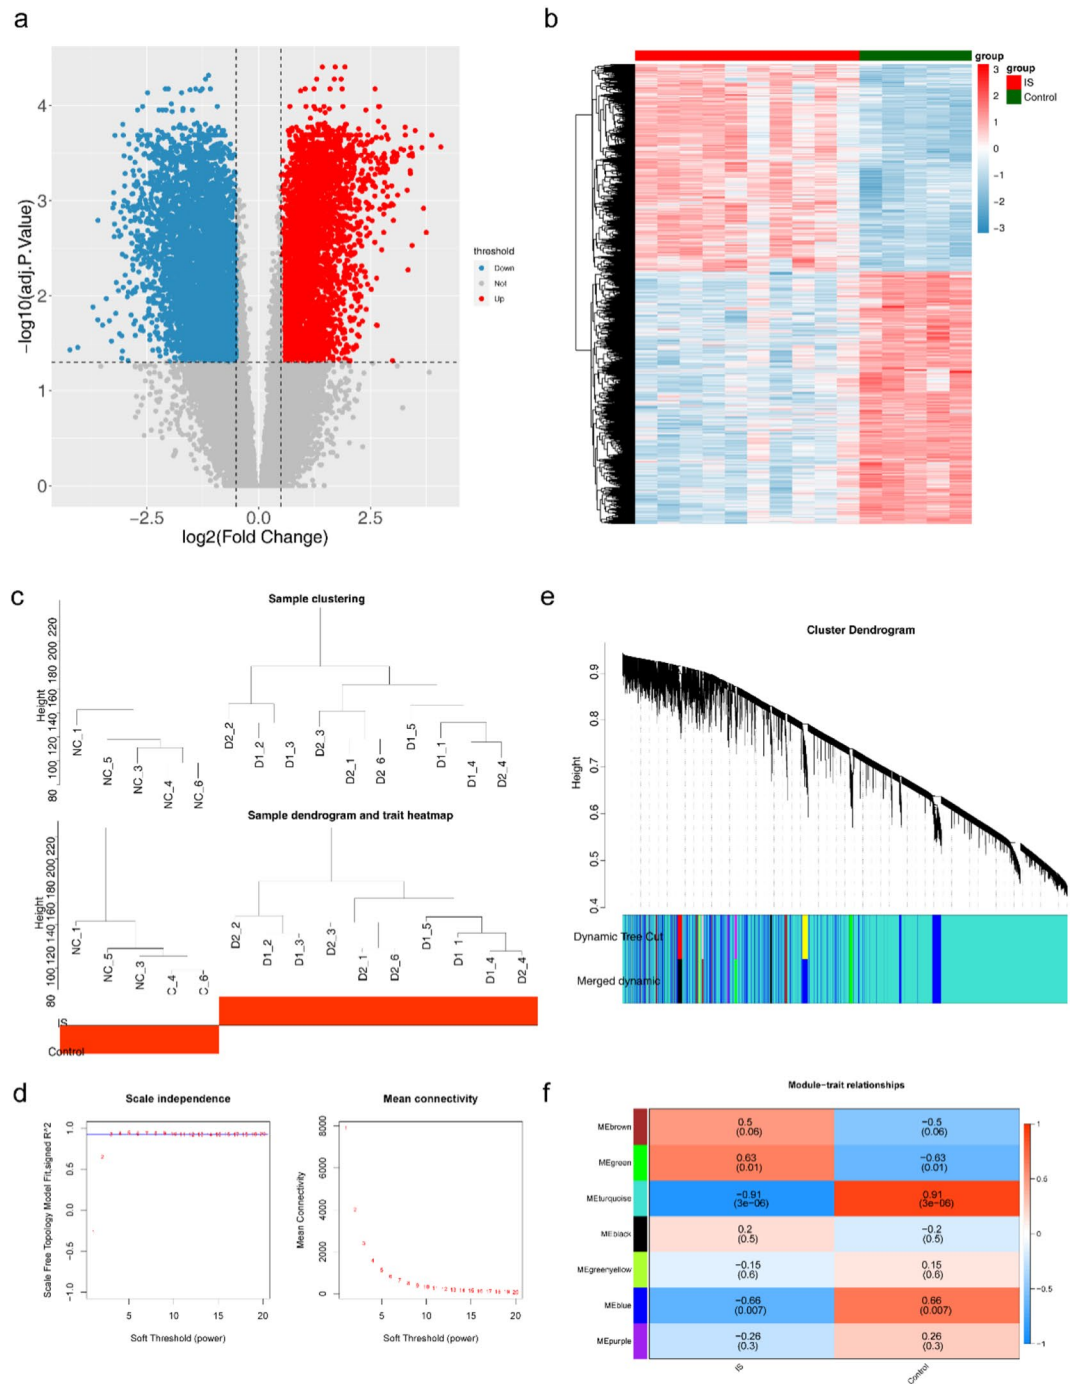 a
4
3
2
1
0
−log10(adj.P.Value)
−2.5
0.0
2.5
log2(Fold Change)
threshold
Down
Not
Up
b
group
3
2
1
0
−1
−2
−3
group
IS
Control
c
Sample clustering
Height
80 100 120 140 160 180 200 220
NC_1
NC_5
NC_3
NC_4
NC_6
D2_2
D1_2
D1_3
D2_3
D2_1
D2_6
D1_5
D1_1
D1_4
D2_4
Sample dendrogram and trait heatmap
Height
80 100 120 140 160 180 200 220
NC_1
NC_5
NC_3
C_4
C_6
D2_2
D1_2
D1_3
D2_3
D2_1
D2_6
D1_5
D1 1
D1_4
D2_4
IS
Control
e
Cluster Dendrogram
Height
0.9
0.8
0.7
0.6
0.5
0.4
Dynamic Tree Cut
Merged dynamic
d
Scale independence
Scale Free Topology Model Fit,signed R^2
1.0
0.5
0.0
−0.5
−1.0
5
10
15
20
Soft Threshold (power)
Mean connectivity
Mean Connectivity
8000
6000
4000
2000
0
5
10
15
20
Soft Threshold (power)
f
Module−trait relationships
MEbrown
0.5
(0.06)
−0.5
(0.06)
MEgreen
0.63
(0.01)
−0.63
(0.01)
MEturquoise
−0.91
(3e−06)
0.91
(3e−06)
MEblack
0.2
(0.5)
−0.2
(0.5)
MEgreenyellow
−0.15
(0.6)
0.15
(0.6)
MEblue
−0.66
(0.007)
0.66
(0.007)
MEpurple
−0.26
(0.3)
0.26
(0.3)
IS
Control
1
0.5
0
−0.5
−1